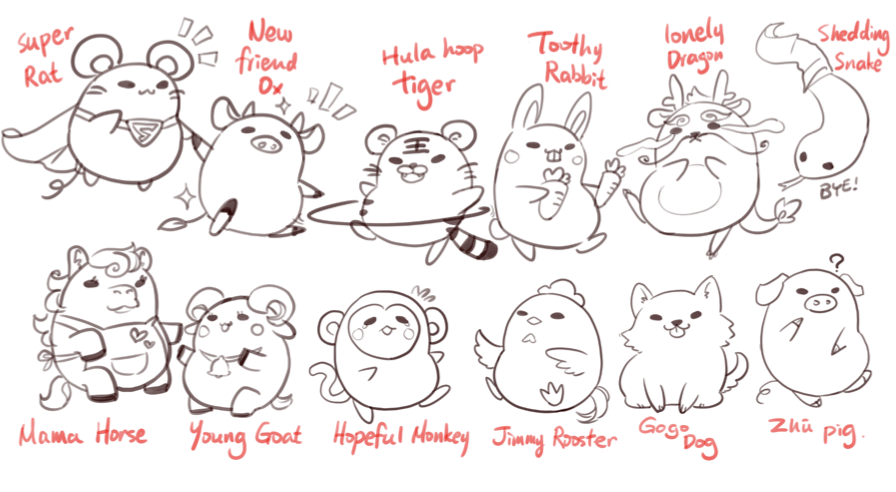 super
Rat
New
friend
Ox
Hula hoop
tiger
Toothy
Rabbit
lonely
Dragon
Shedding
Snake
S
BYE!
?
Mama Horse
Young Goat
Hopeful Monkey
Jimmy Rooster
Gogo
Dog
Zhū pig.